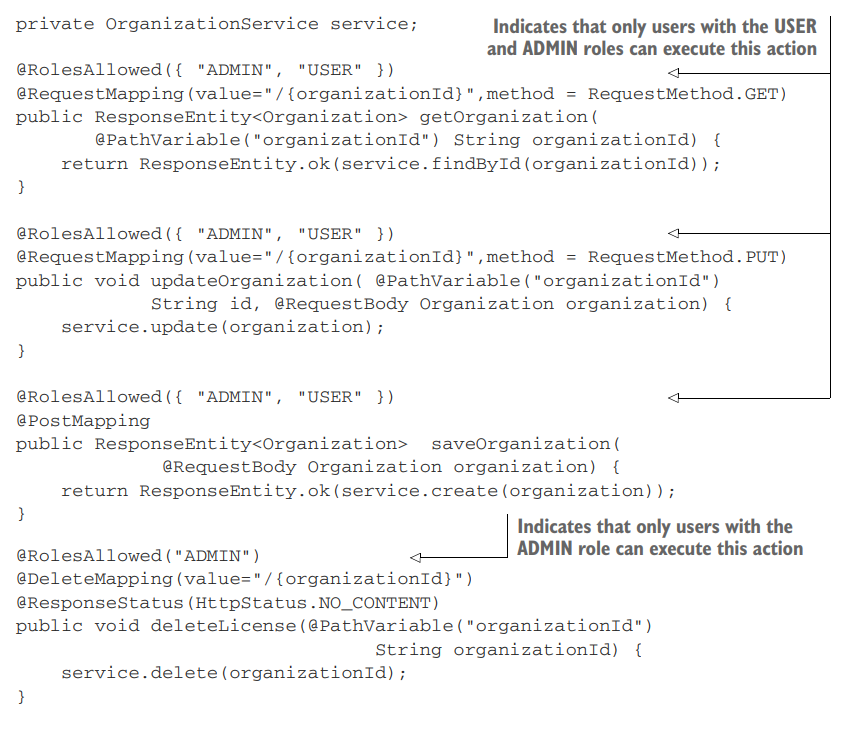 private OrganizationService service;
Indicates that only users with the USER
and ADMIN roles can execute this action
@RolesAllowed({ "ADMIN", "USER" })
@RequestMapping(value="/{organizationId}",method = RequestMethod.GET)
public ResponseEntity<Organization> getOrganization(
@PathVariable("organizationId") String organizationId) {
return ResponseEntity.ok(service.findById(organizationId));
}
@RolesAllowed({ "ADMIN", "USER" })
@RequestMapping(value="/{organizationId}",method = RequestMethod.PUT)
public void updateOrganization( @PathVariable("organizationId")
String id, @RequestBody Organization organization) {
service.update(organization);
}
@RolesAllowed({ "ADMIN", "USER" })
@PostMapping
public ResponseEntity<Organization>  saveOrganization(
@RequestBody Organization organization) {
return ResponseEntity.ok(service.create(organization));
}
Indicates that only users with the
ADMIN role can execute this action
@RolesAllowed("ADMIN")
@DeleteMapping(value="/{organizationId}")
@ResponseStatus(HttpStatus.NO_CONTENT)
public void deleteLicense(@PathVariable("organizationId")
String organizationId) {
service.delete(organizationId);
}